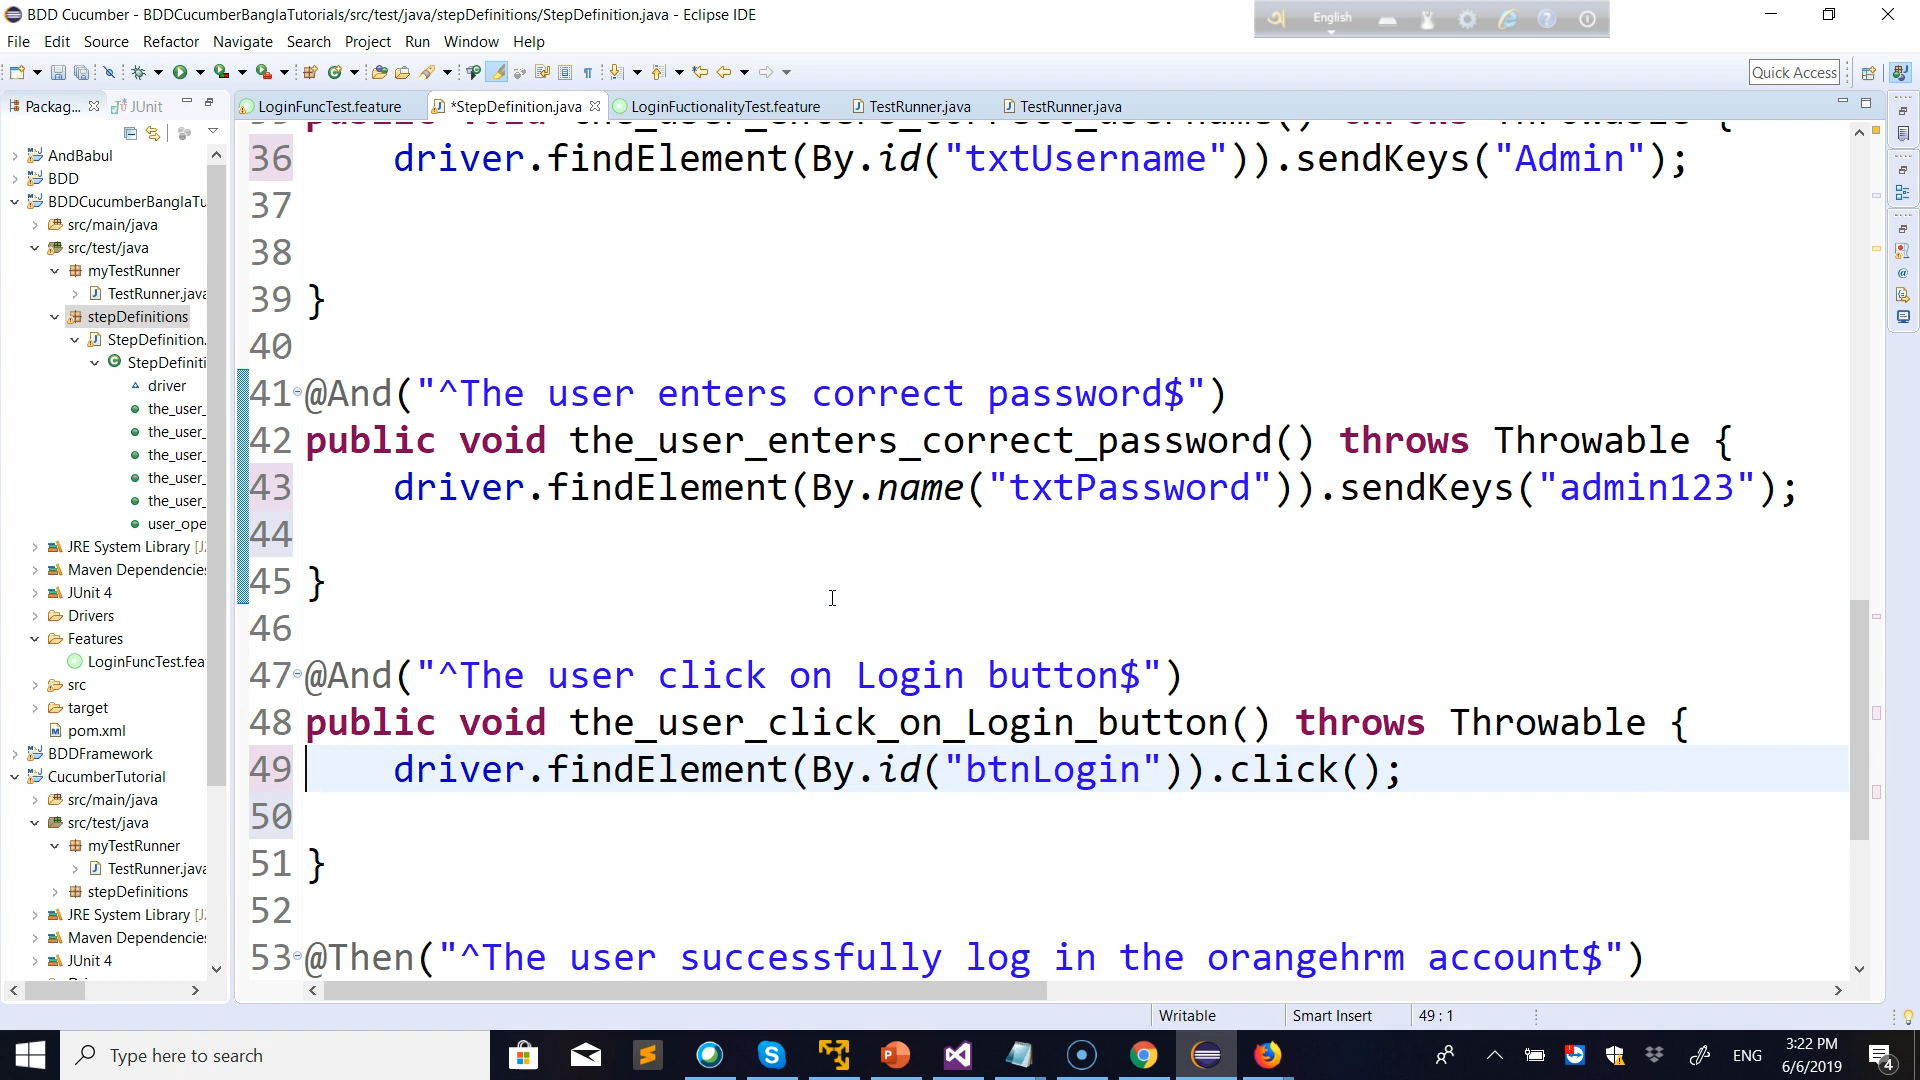 BDD Cucumber - BDDCucumberBanglaTutorials/src/test/java/stepDefinitions/StepDefinition.java - Eclipse IDE
English
File Edit Source Refactor Navigate Search Project Run Window Help
Quick Access
Packag... JUnit
LoginFuncTest.feature *StepDefinition.java LoginFuctionalityTest.feature TestRunner.java TestRunner.java
AndBabul
BDD
BDDCucumberBanglaTu
src/main/java
src/test/java
myTestRunner
TestRunner.java
stepDefinitions
StepDefinition.
StepDefiniti
driver
the_user_
the_user_
the_user_
the_user_
the_user_
user_ope
JRE System Library [J
Maven Dependencie
JUnit 4
Drivers
Features
LoginFuncTest.fea
src
target
pom.xml
BDDFramework
CucumberTutorial
src/main/java
src/test/java
myTestRunner
TestRunner.java
stepDefinitions
JRE System Library [J
Maven Dependencie
JUnit 4
public void the_user_enters_correct_username() throws Throwable {
36 driver.findElement(By.id("txtUsername")).sendKeys("Admin");
37
38
39 }
40
41 @And("^The user enters correct password$")
42 public void the_user_enters_correct_password() throws Throwable {
43 driver.findElement(By.name("txtPassword")).sendKeys("admin123");
44
45 }
46
47 @And("^The user click on Login button$")
48 public void the_user_click_on_Login_button() throws Throwable {
49 driver.findElement(By.id("btnLogin")).click();
50
51 }
52
53 @Then("^The user successfully log in the orangehrm account$")
Writable Smart Insert 49 : 1
Type here to search
ENG
3:22 PM
6/6/2019
4